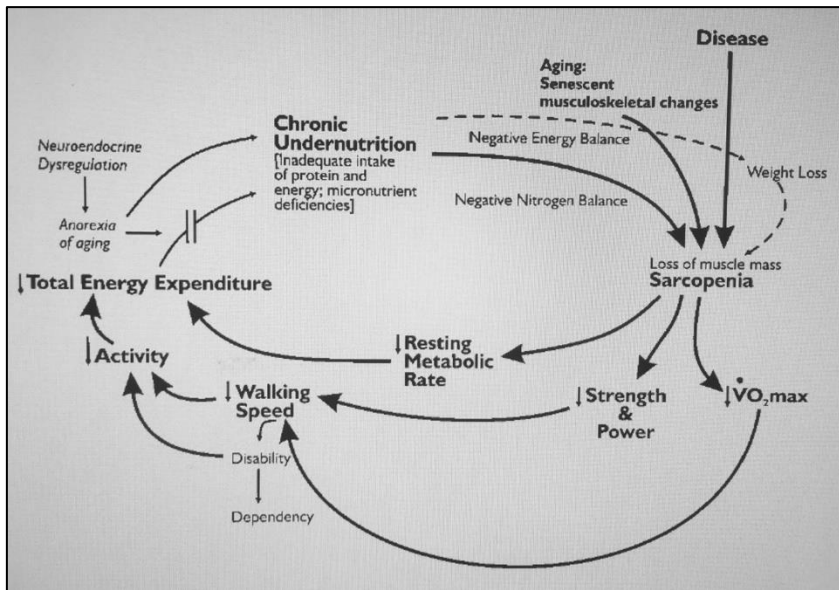 Disease
Aging:
Senescent
musculoskeletal changes
Chronic
Undernutrition
[Inadequate intake
of protein and
energy; micronutrient
deficiencies]
Negative Energy Balance
Negative Nitrogen Balance
Weight Loss
Neuroendocrine
Dysregulation
Anorexia
of aging
↓Total Energy Expenditure
Loss of muscle mass
Sarcopenia
↓Activity
↓Resting
Metabolic
Rate
↓Walking
Speed
↓Strength
&
Power
↓V̇O₂max
Disability
Dependency